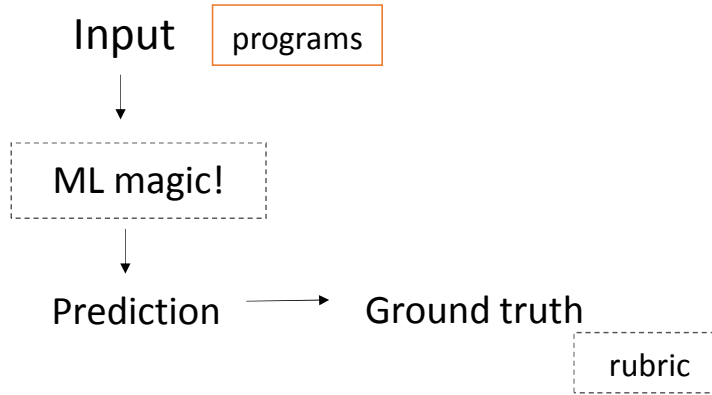 Input
programs
ML magic!
Prediction
Ground truth
rubric